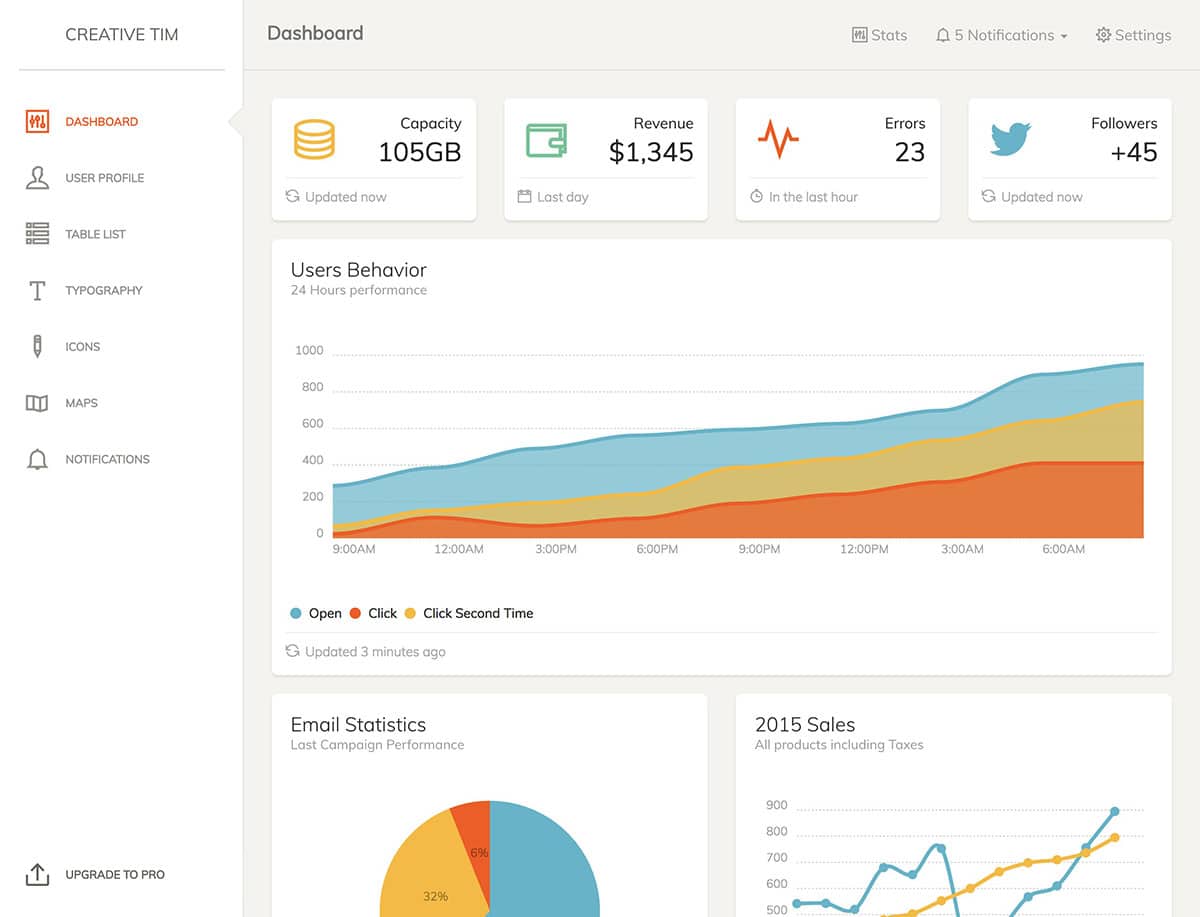 CREATIVE TIM
DASHBOARD
USER PROFILE
TABLE LIST
TYPOGRAPHY
ICONS
MAPS
NOTIFICATIONS
UPGRADE TO PRO
Dashboard
Stats
5 Notifications
Settings
Capacity
105GB
Updated now
Revenue
$1,345
Last day
Errors
23
In the last hour
Followers
+45
Updated now
Users Behavior
24 Hours performance
1000
800
600
400
200
0
9:00AM 12:00AM 3:00PM 6:00PM 9:00PM 12:00PM 3:00AM 6:00AM
Open Click Click Second Time
Updated 3 minutes ago
Email Statistics
Last Campaign Performance
6%
32%
2015 Sales
All products including Taxes
900
800
700
600
500